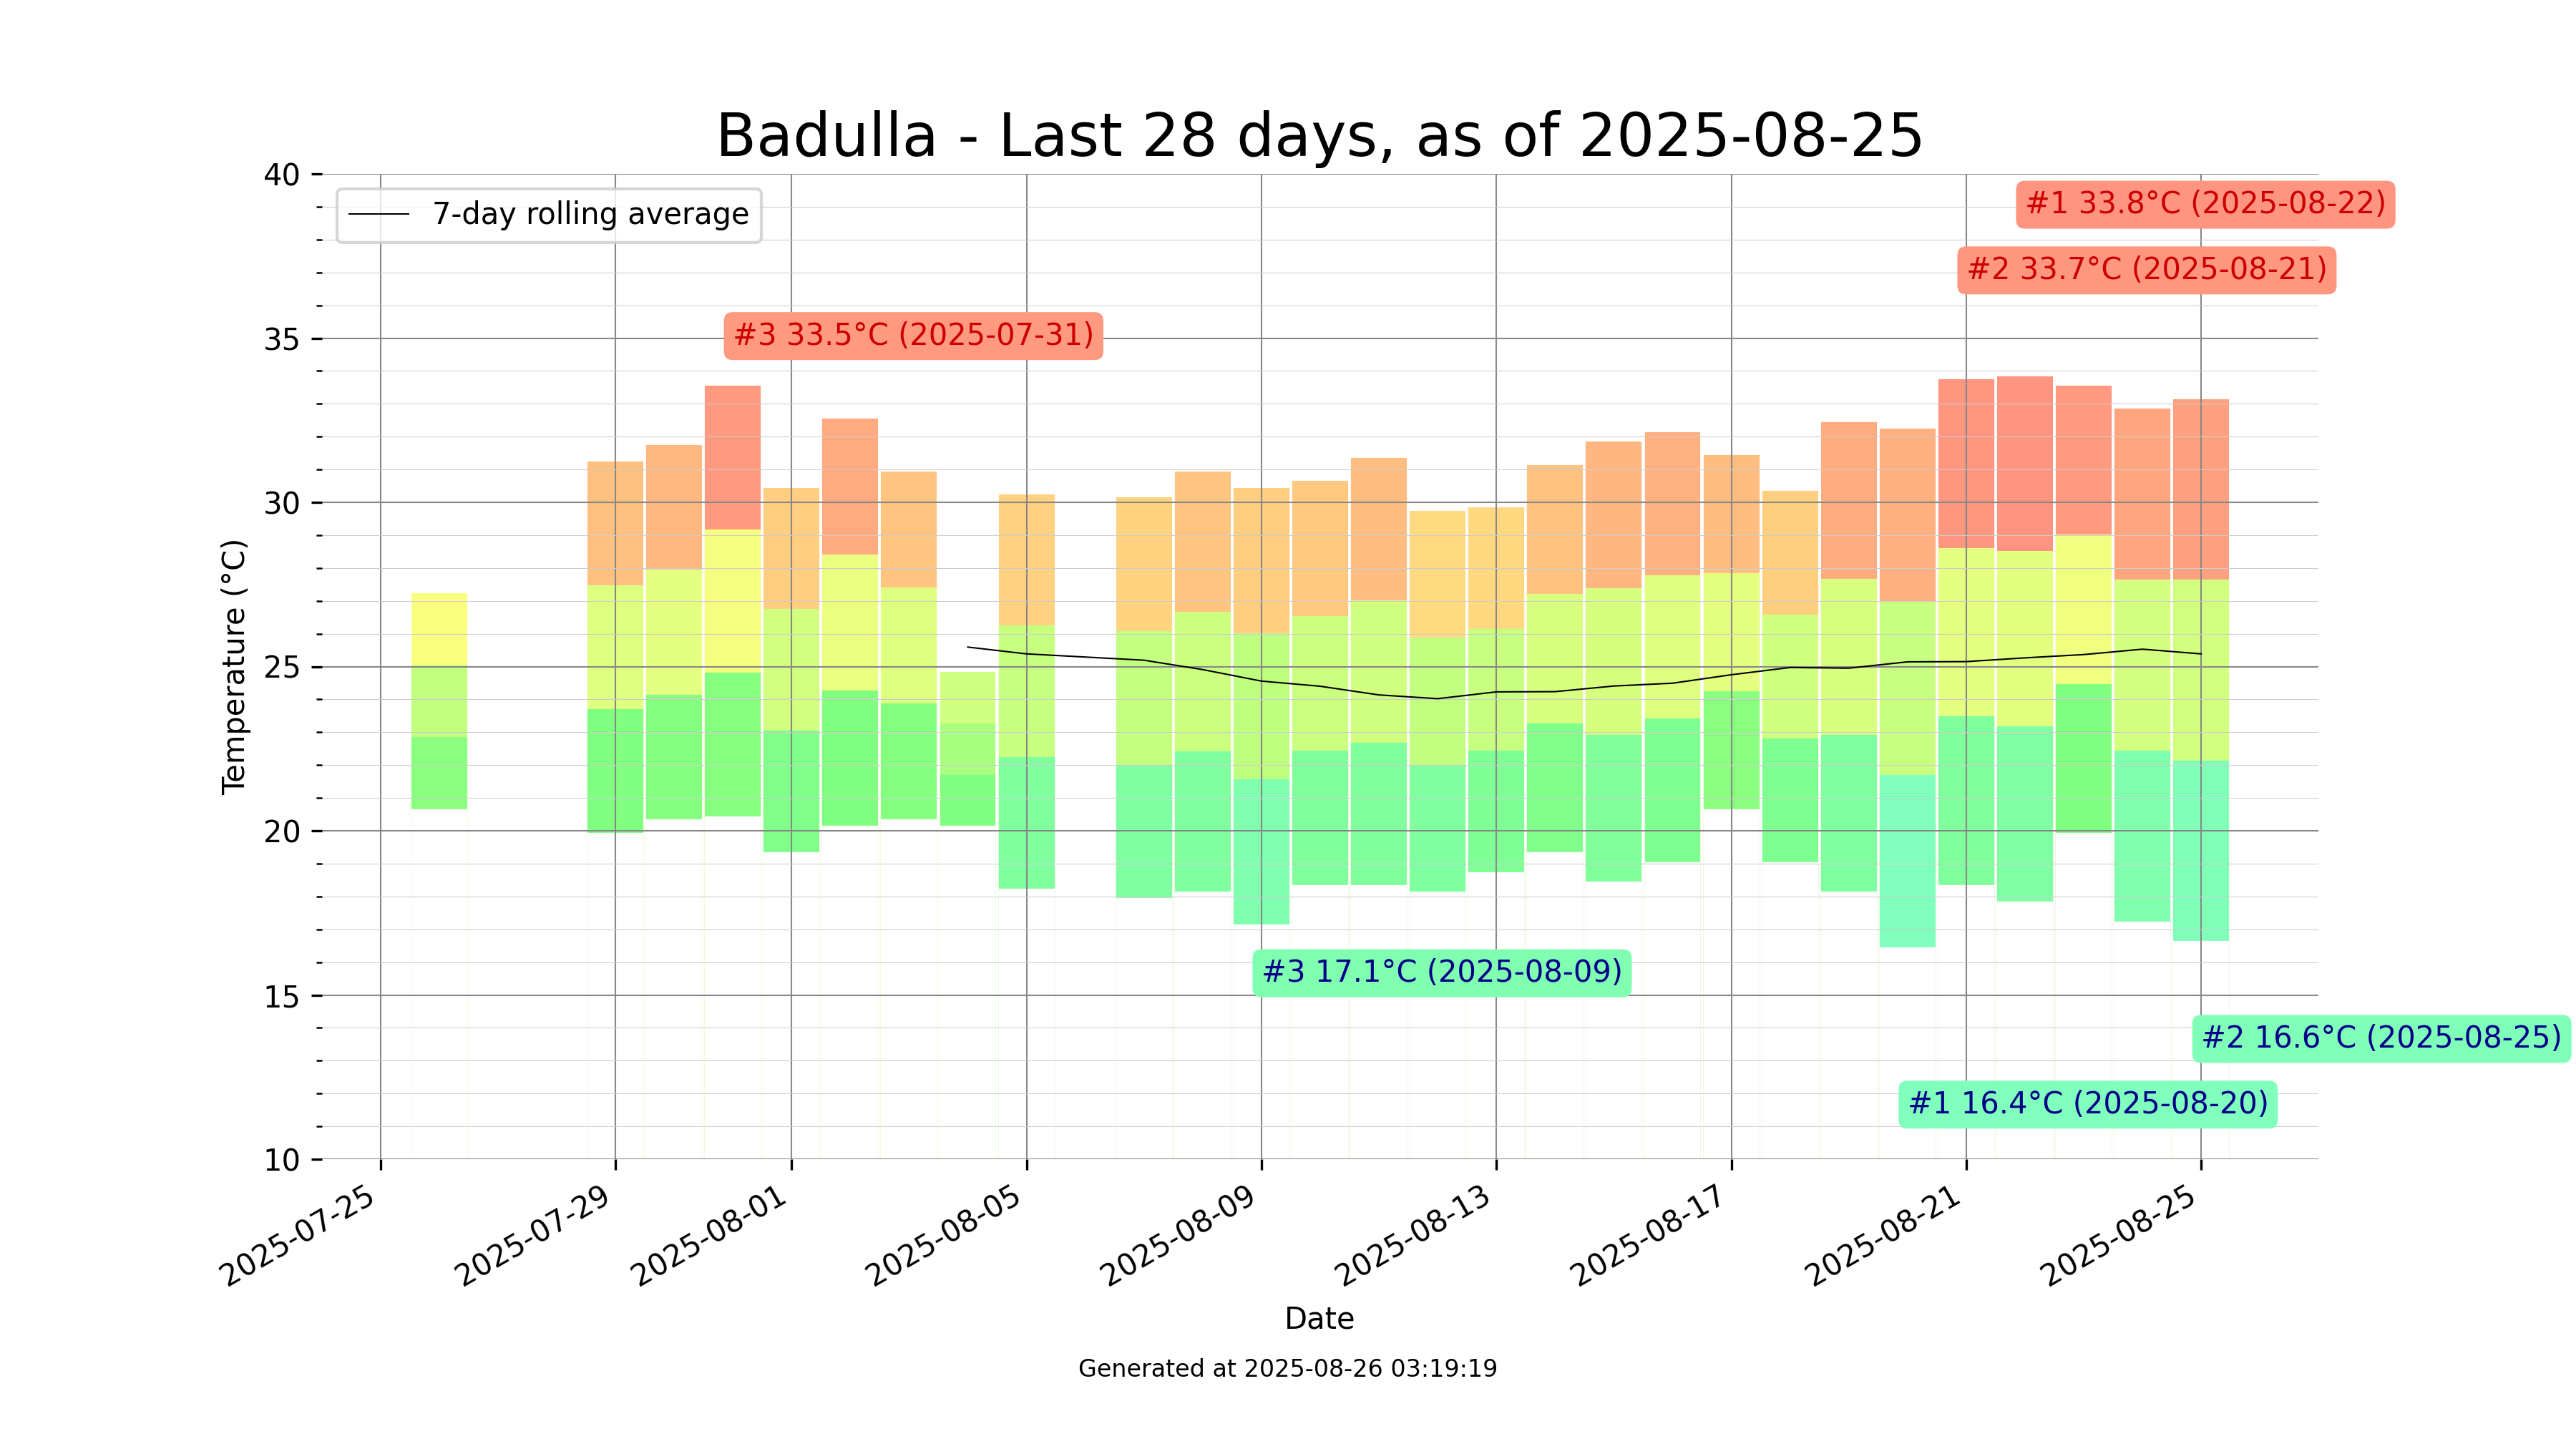 Badulla - Last 28 days, as of 2025-08-25
7-day rolling average
#1 33.8°C (2025-08-22)
#2 33.7°C (2025-08-21)
#3 33.5°C (2025-07-31)
#3 17.1°C (2025-08-09)
#2 16.6°C (2025-08-25)
#1 16.4°C (2025-08-20)
Temperature (°C)
40
35
30
25
20
15
10
2025-07-25
2025-07-29
2025-08-01
2025-08-05
2025-08-09
2025-08-13
2025-08-17
2025-08-21
2025-08-25
Date
Generated at 2025-08-26 03:19:19